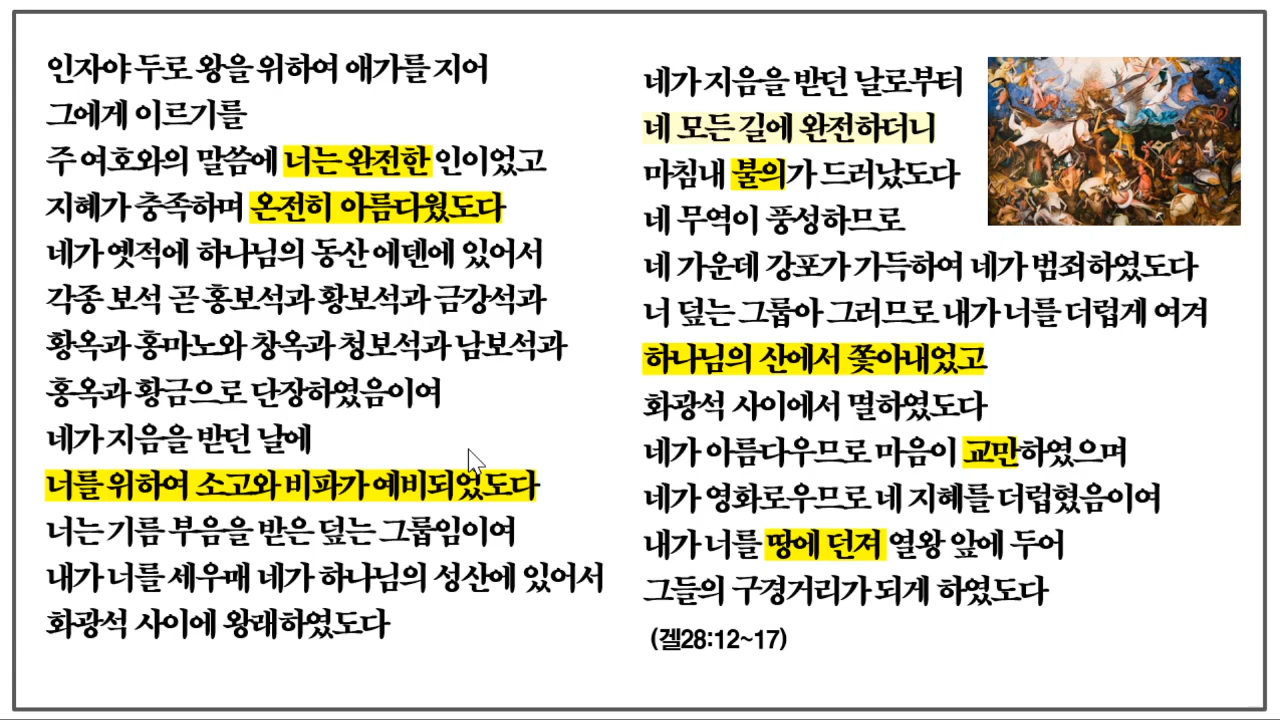 인자야 두로 왕을 위하여 애가를 지어
그에게 이르기를
주 여호와의 말씀에 너는 완전한 인이었고
지혜가 충족하며 온전히 아름다웠도다
네가 옛적에 하나님의 동산 에덴에 있어서
각종 보석 곧 홍보석과 황보석과 금강석과
황옥과 홍마노와 창옥과 청보석과 남보석과
홍옥과 황금으로 단장하였음이여
네가 지음을 받던 날에
너를 위하여 소고와 비파가 예비되었도다
너는 기름 부음을 받은 덮는 그룹임이여
내가 너를 세우매 네가 하나님의 성산에 있어서
화광석 사이에 왕래하였도다
네가 지음을 받던 날로부터
네 모든 길에 완전하더니
마침내 불의가 드러났도다
네 무역이 풍성하므로
네 가운데 강포가 가득하여 네가 범죄하였도다
너 덮는 그룹아 그러므로 내가 너를 더럽게 여겨
하나님의 산에서 쫓아내었고
화광석 사이에서 멸하였도다
네가 아름다우므로 마음이 교만하였으며
네가 영화로우므로 네 지혜를 더럽혔음이여
내가 너를 땅에 던져 열왕 앞에 두어
그들의 구경거리가 되게 하였도다
(겔28:12~17)